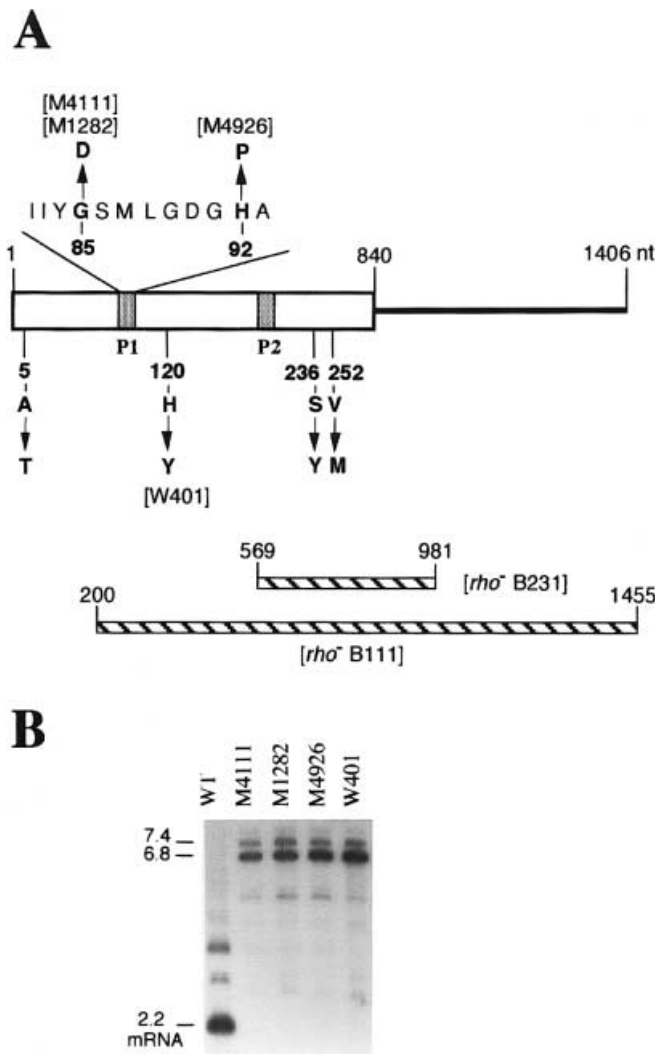 A
[M4111]
[M1282] [M4926]
D P
I I Y G S M L G D G H A
85 92
1 840 1406 nt
P1 P2
5 120 236 252
A H S V
T Y Y M
[W401]
569 981
[rho⁻ B231]
200 1455
[rho⁻ B111]
B
WT M4111 M1282 M4926 W401
7.4
6.8
2.2
mRNA